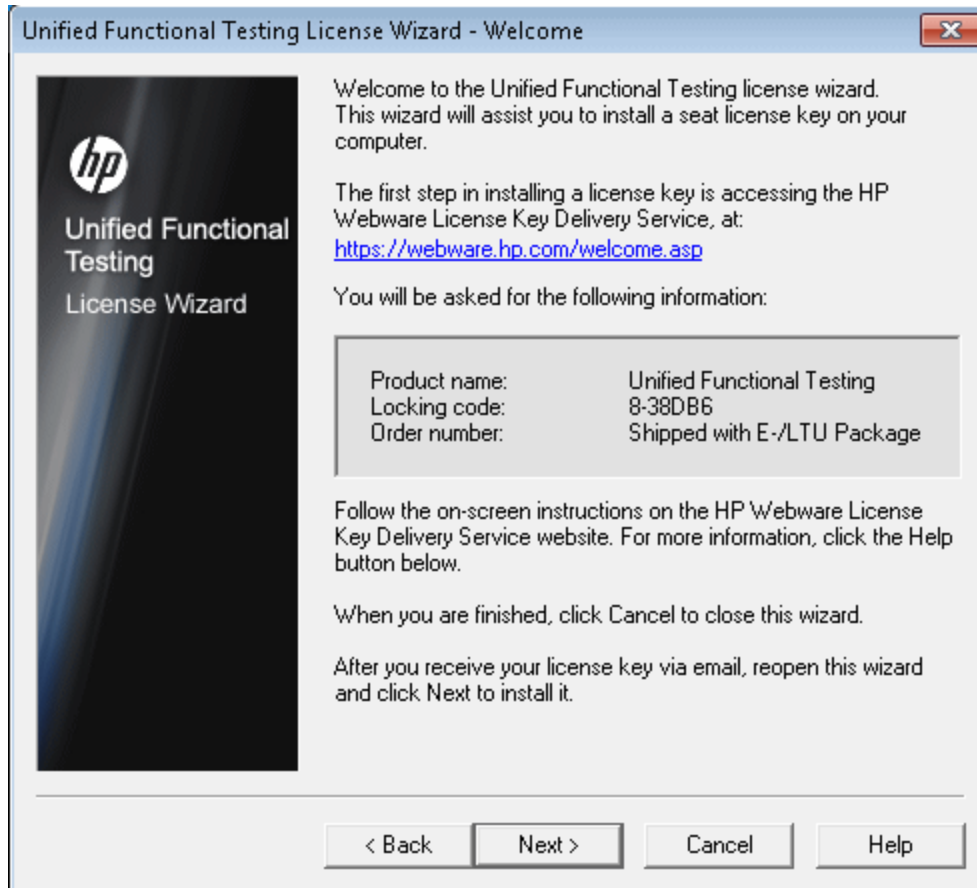 Unified Functional Testing License Wizard - Welcome
hp
Unified Functional
Testing
License Wizard
Welcome to the Unified Functional Testing license wizard.
This wizard will assist you to install a seat license key on your
computer.
The first step in installing a license key is accessing the HP
Webware License Key Delivery Service, at:
https://webware.hp.com/welcome.asp
You will be asked for the following information:
Product name: Unified Functional Testing
Locking code: 8-38DB6
Order number: Shipped with E-/LTU Package
Follow the on-screen instructions on the HP Webware License
Key Delivery Service website. For more information, click the Help
button below.
When you are finished, click Cancel to close this wizard.
After you receive your license key via email, reopen this wizard
and click Next to install it.
< Back Next > Cancel Help